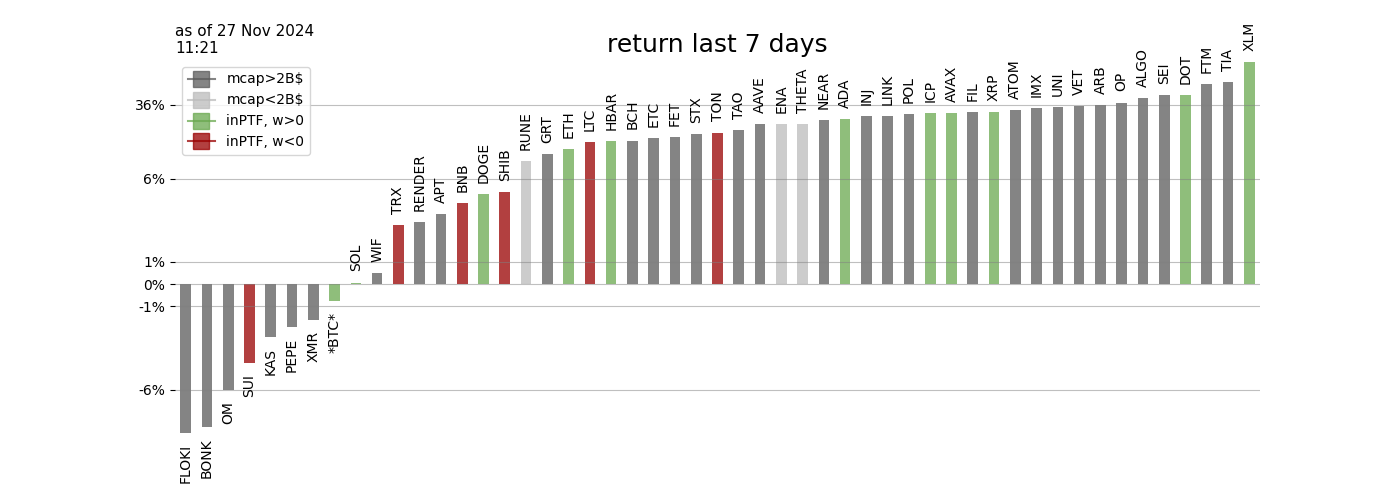 as of 27 Nov 2024
11:21
return last 7 days
mcap>2B$
mcap<2B$
inPTF, w>0
inPTF, w<0
36%
6%
1%
0%
-1%
-6%
FLOKI
BONK
OM
SUI
KAS
PEPE
XMR
*BTC*
SOL
WIF
TRX
RENDER
APT
BNB
DOGE
SHIB
RUNE
GRT
ETH
LTC
HBAR
BCH
ETC
FET
STX
TON
TAO
AAVE
ENA
THETA
NEAR
ADA
INJ
LINK
POL
ICP
AVAX
FIL
XRP
ATOM
IMX
UNI
VET
ARB
OP
ALGO
SEI
DOT
FTM
TIA
XLM